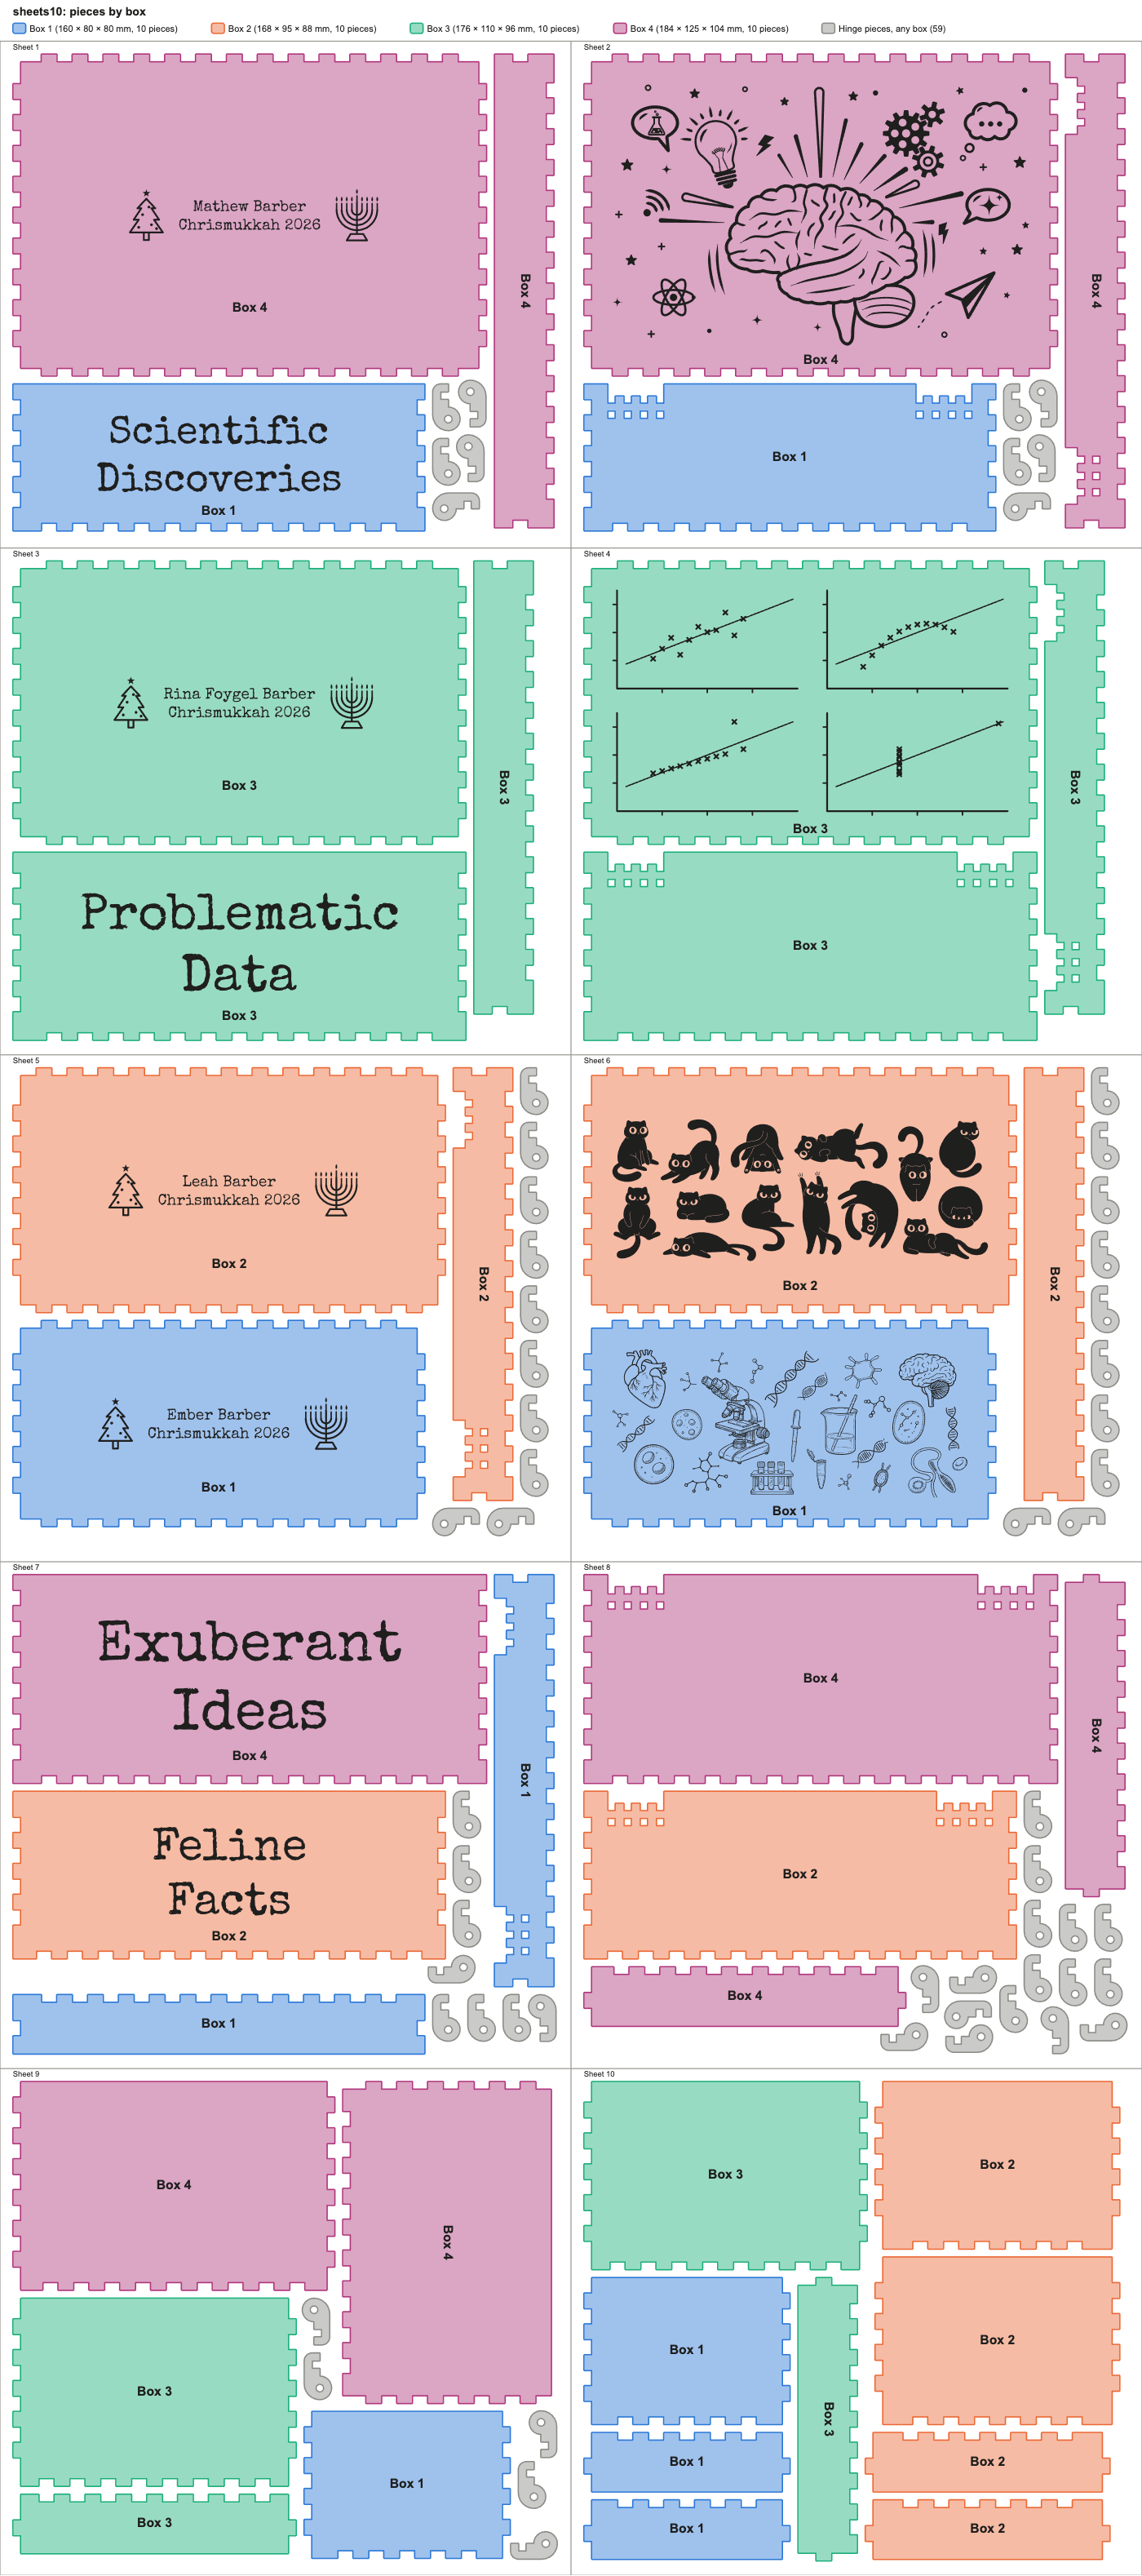 sheets10: pieces by box
Box 1 (160 × 80 × 80 mm, 10 pieces)
Box 2 (168 × 95 × 88 mm, 10 pieces)
Box 3 (176 × 110 × 96 mm, 10 pieces)
Box 4 (184 × 125 × 104 mm, 10 pieces)
Hinge pieces, any box (59)
Sheet 1
Mathew Barber
Chrismukkah 2026
Box 4
Box 4
Scientific
Discoveries
Box 1
Sheet 2
Box 4
Box 4
Box 1
Sheet 3
Rina Foygel Barber
Chrismukkah 2026
Box 3
Box 3
Problematic
Data
Box 3
Sheet 4
Box 3
Box 3
Box 3
Sheet 5
Leah Barber
Chrismukkah 2026
Box 2
Box 2
Ember Barber
Chrismukkah 2026
Box 1
Sheet 6
Box 2
Box 2
Box 1
Sheet 7
Exuberant
Ideas
Box 4
Box 1
Feline
Facts
Box 2
Box 1
Sheet 8
Box 4
Box 4
Box 2
Box 4
Sheet 9
Box 4
Box 4
Box 3
Box 1
Box 3
Sheet 10
Box 3
Box 2
Box 1
Box 2
Box 3
Box 1
Box 2
Box 1
Box 2